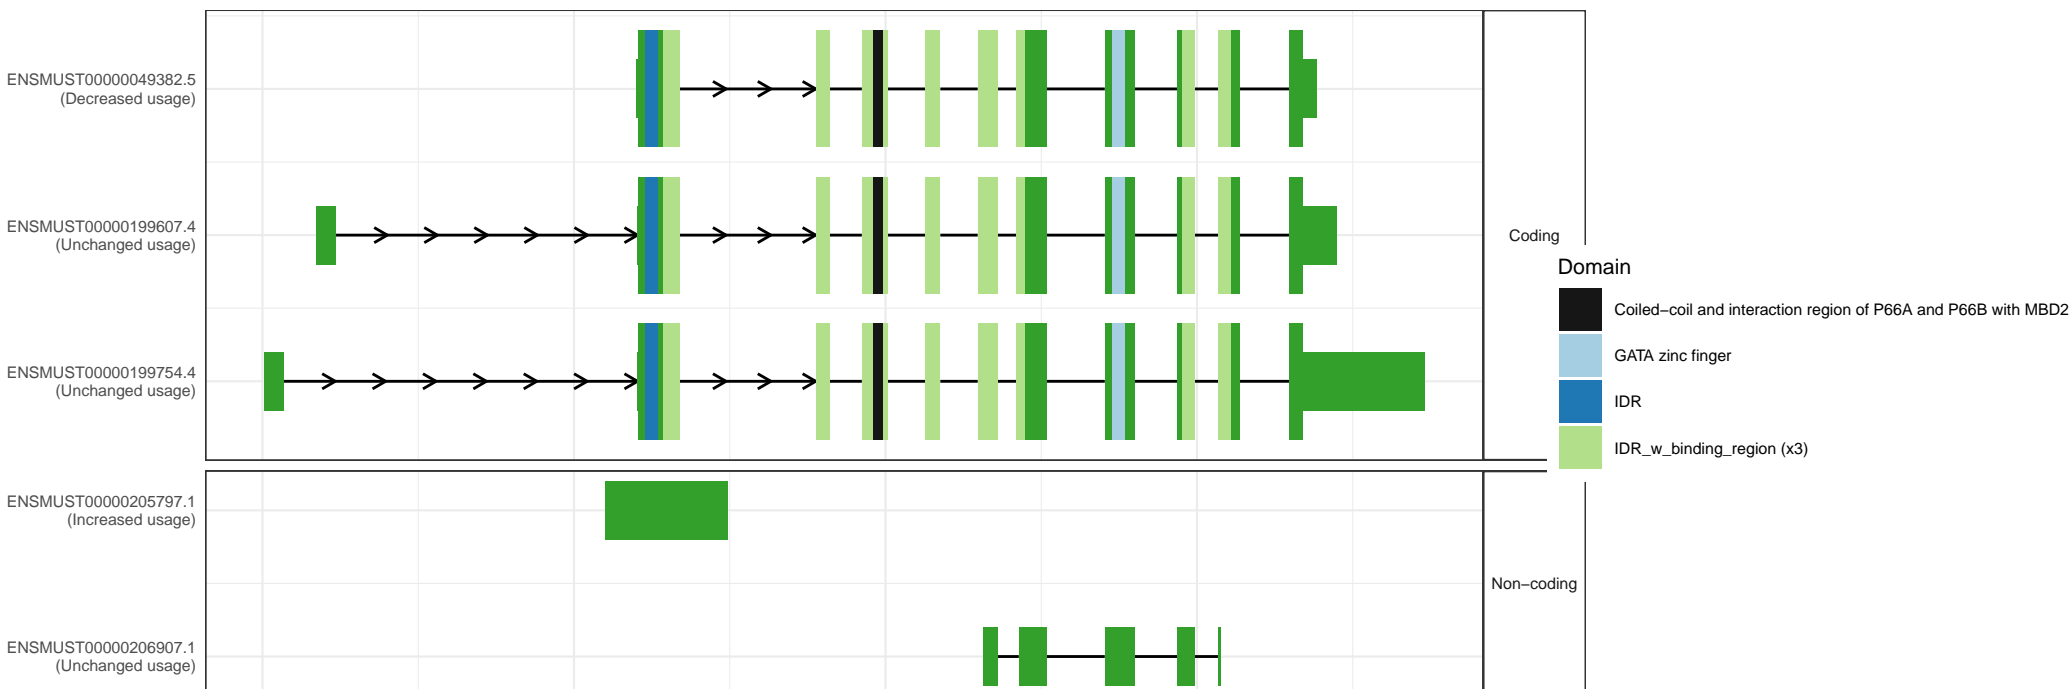 ENSMUST00000049382.5
(Decreased usage)
ENSMUST00000199607.4
(Unchanged usage)
ENSMUST00000199754.4
(Unchanged usage)
ENSMUST00000205797.1
(Increased usage)
ENSMUST00000206907.1
(Unchanged usage)
Coding
Non−coding
Domain
Coiled−coil and interaction region of P66A and P66B with MBD2
GATA zinc finger
IDR
IDR_w_binding_region (x3)